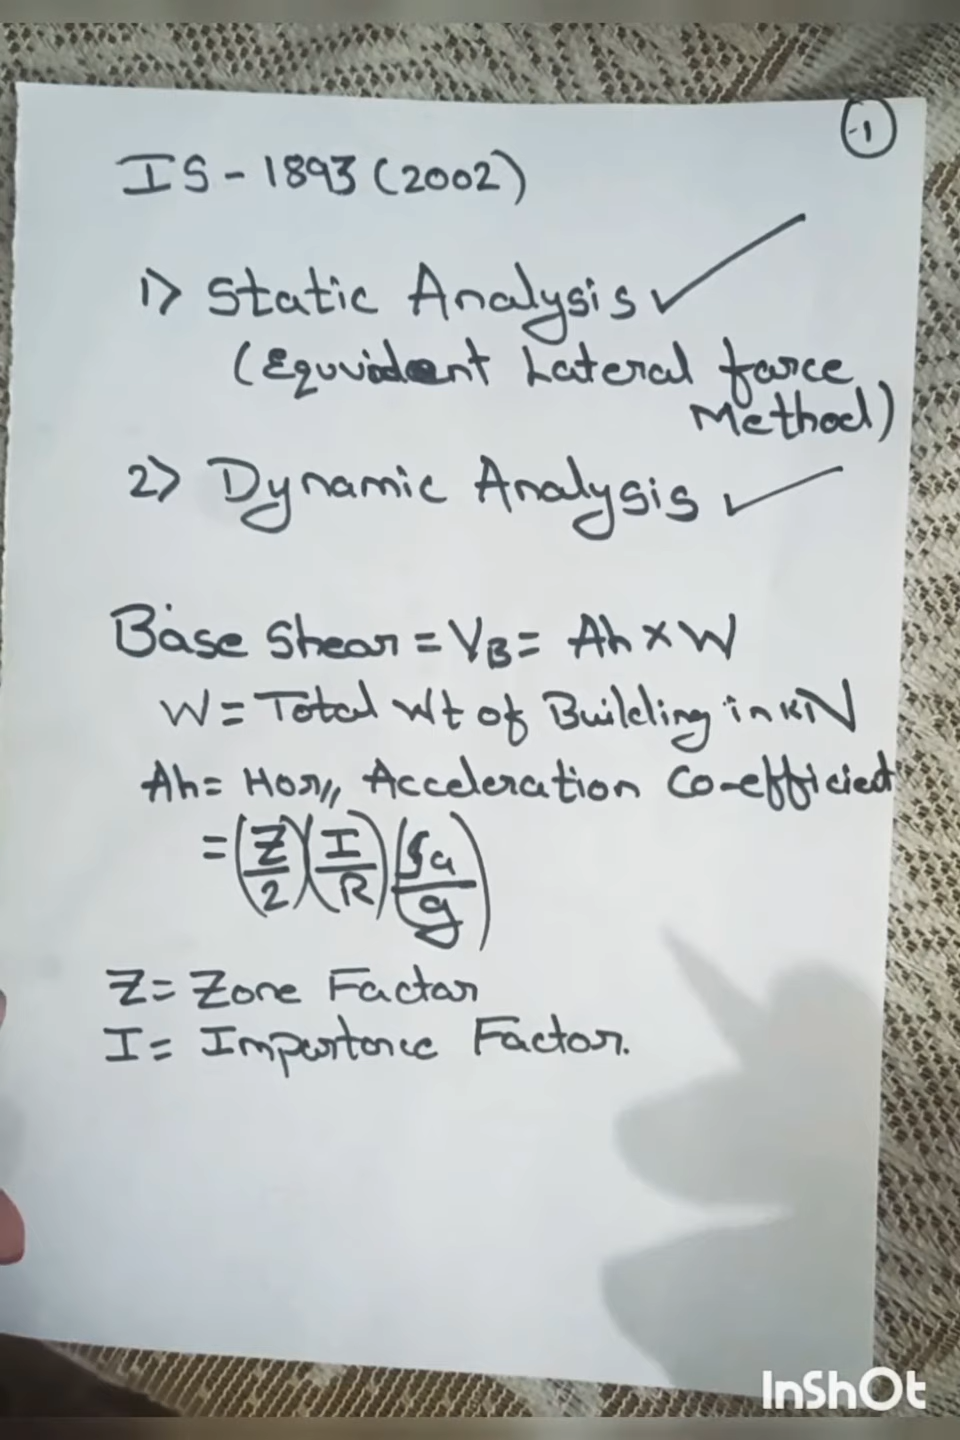 -1
IS - 1893 (2002)
1> Static Analysis ✓
(Equivalent Lateral force
Method)
2> Dynamic Analysis ✓
Base Shear = VB = Ah × W
W = Total Wt of Building in kN
Ah = Hor// Acceleration Co-efficient
= (Z/2)(I/R)(Sa/g)
Z = Zone Factor
I = Importance Factor.
InShOt